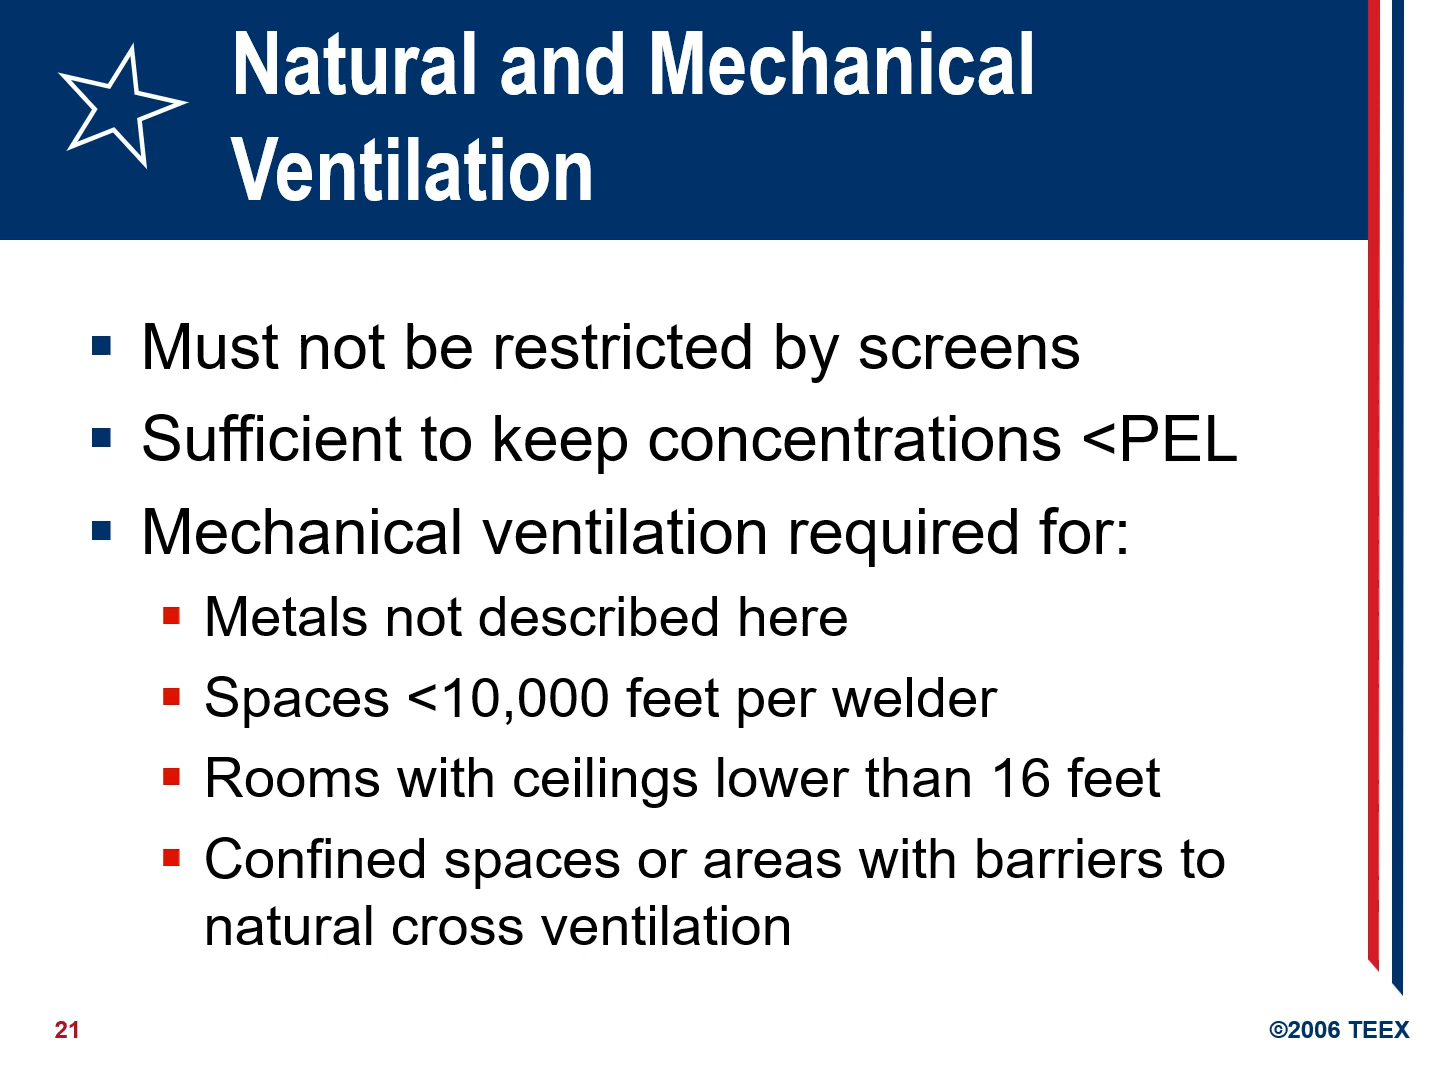 Natural and Mechanical
Ventilation
Must not be restricted by screens
Sufficient to keep concentrations <PEL
Mechanical ventilation required for:
Metals not described here
Spaces <10,000 feet per welder
Rooms with ceilings lower than 16 feet
Confined spaces or areas with barriers to
natural cross ventilation
21
©2006 TEEX